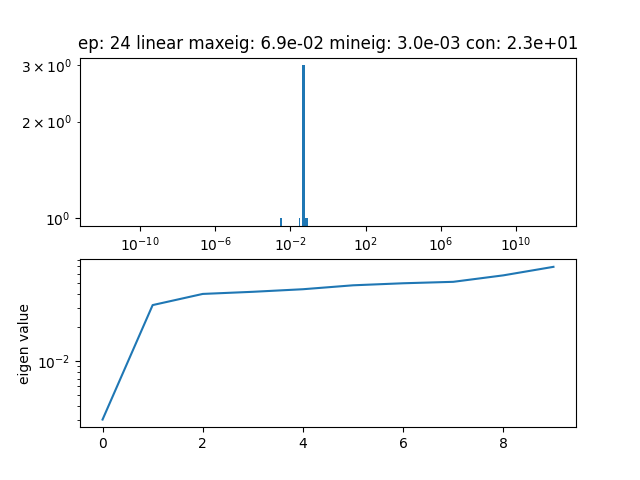 ep: 24 linear maxeig: 6.9e-02 mineig: 3.0e-03 con: 2.3e+01
3 × 10⁰
2 × 10⁰
10⁰
10⁻¹⁰ 10⁻⁶ 10⁻² 10² 10⁶ 10¹⁰
eigen value
10⁻²
0 2 4 6 8